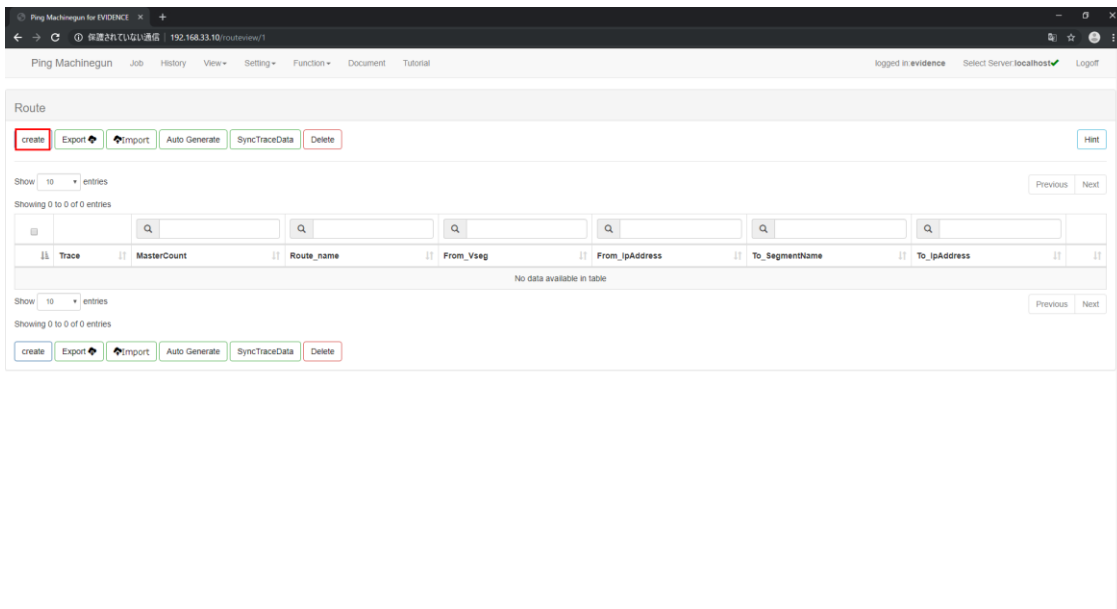 Ping Machinegun for EVIDENCE
保護されていない通信 | 192.168.33.10/routeview/1
Ping Machinegun Job History View Setting Function Document Tutorial logged in:evidence Select Server:localhost Logoff
Route
create Export Import Auto Generate SyncTraceData Delete Hint
Show 10 entries Previous Next
Showing 0 to 0 of 0 entries
Trace MasterCount Route_name From_Vseg From_IpAddress To_SegmentName To_IpAddress
No data available in table
Show 10 entries Previous Next
Showing 0 to 0 of 0 entries
create Export Import Auto Generate SyncTraceData Delete